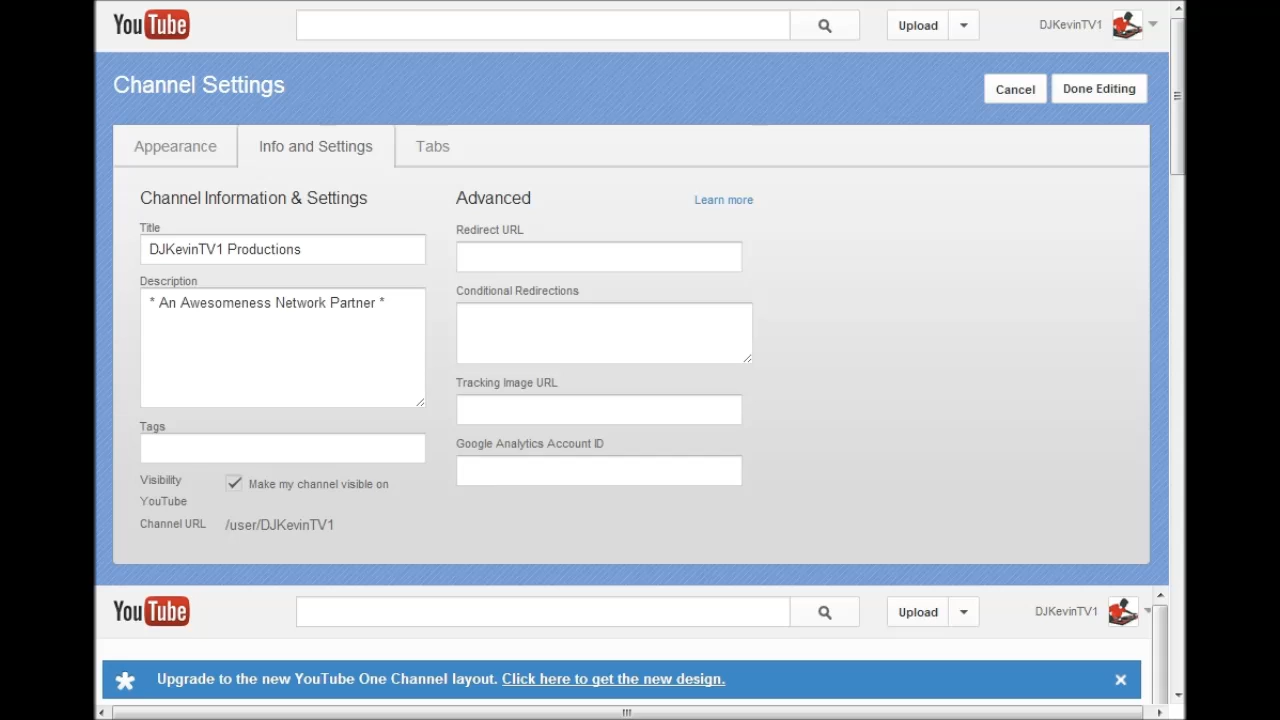 YouTube Upload DJKevinTV1
Channel Settings
Cancel Done Editing
Appearance Info and Settings Tabs
Channel Information & Settings
Title
DJKevinTV1 Productions
Description
* An Awesomeness Network Partner *
Tags
Visibility Make my channel visible on
YouTube
Channel URL /user/DJKevinTV1
Advanced Learn more
Redirect URL
Conditional Redirections
Tracking Image URL
Google Analytics Account ID
YouTube Upload DJKevinTV1
Upgrade to the new YouTube One Channel layout. Click here to get the new design.